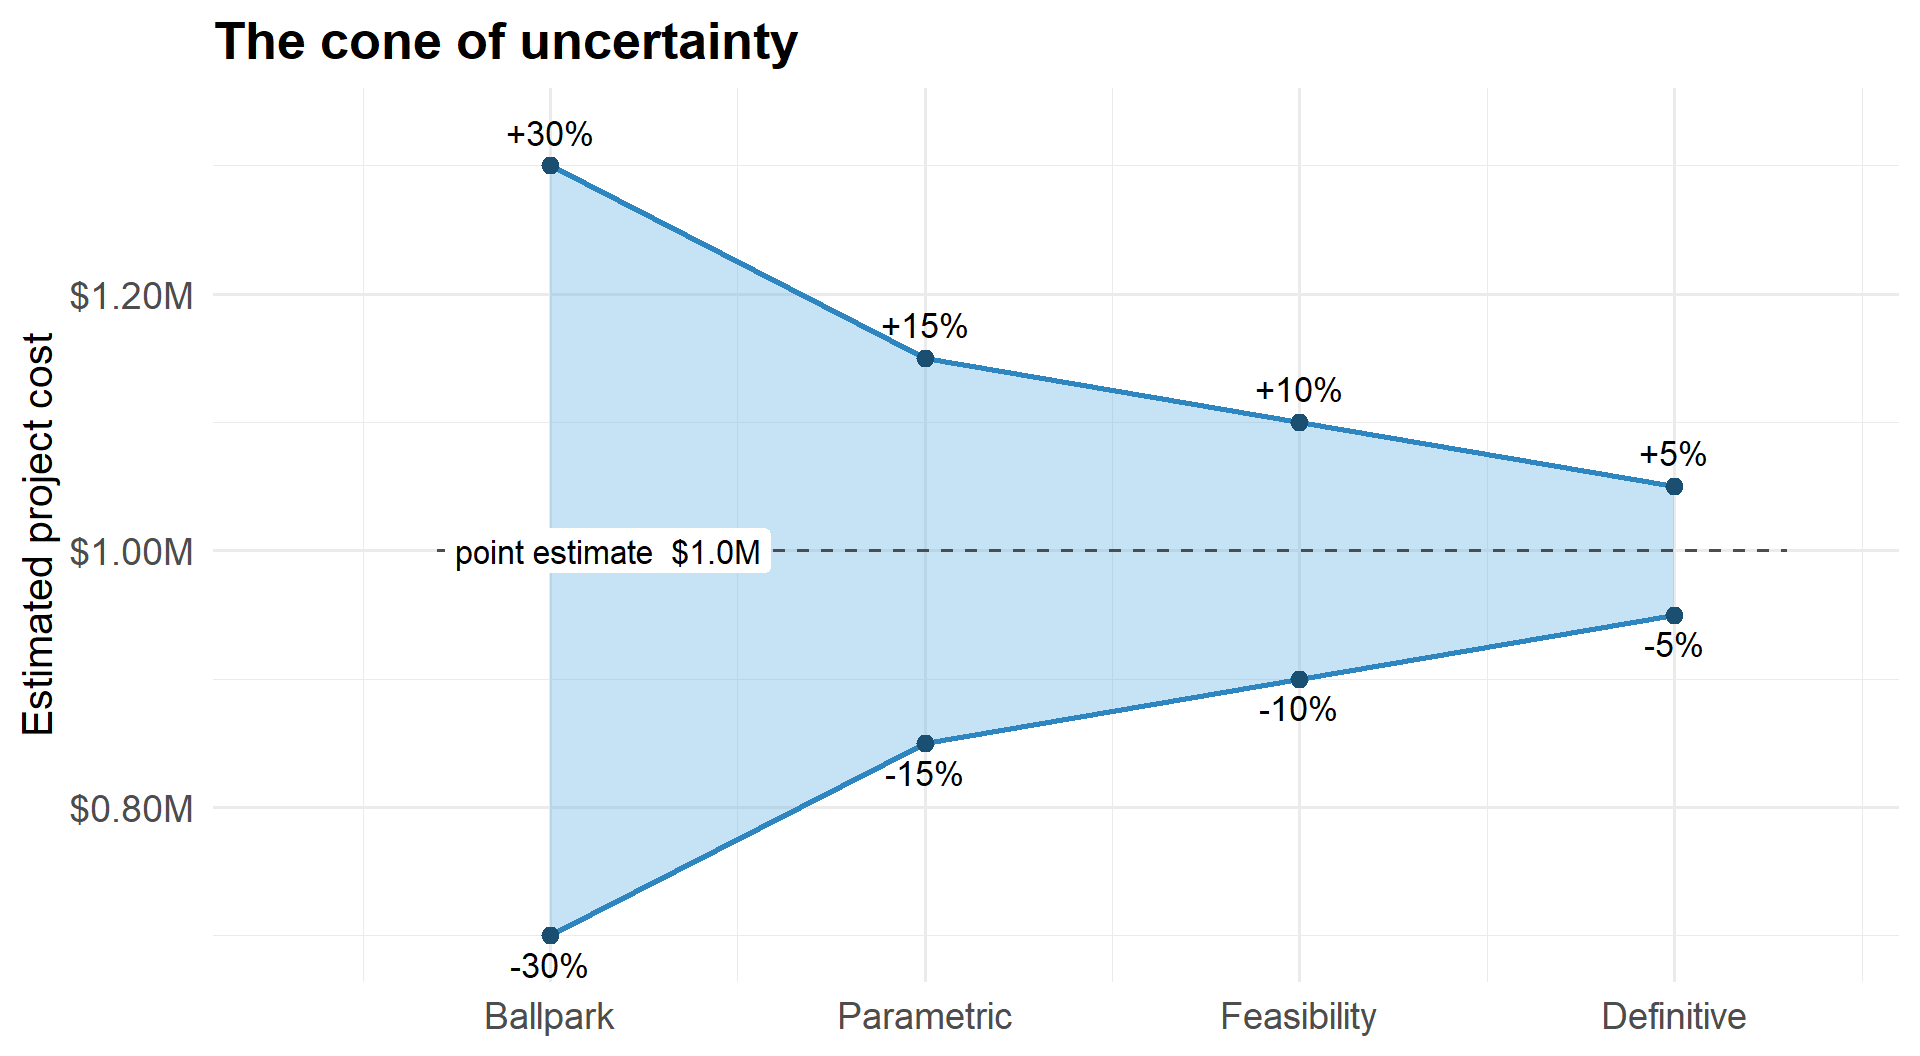 The cone of uncertainty
Estimated project cost
$1.20M
$1.00M
$0.80M
+30%
+15%
+10%
+5%
point estimate  $1.0M
-5%
-10%
-15%
-30%
Ballpark
Parametric
Feasibility
Definitive